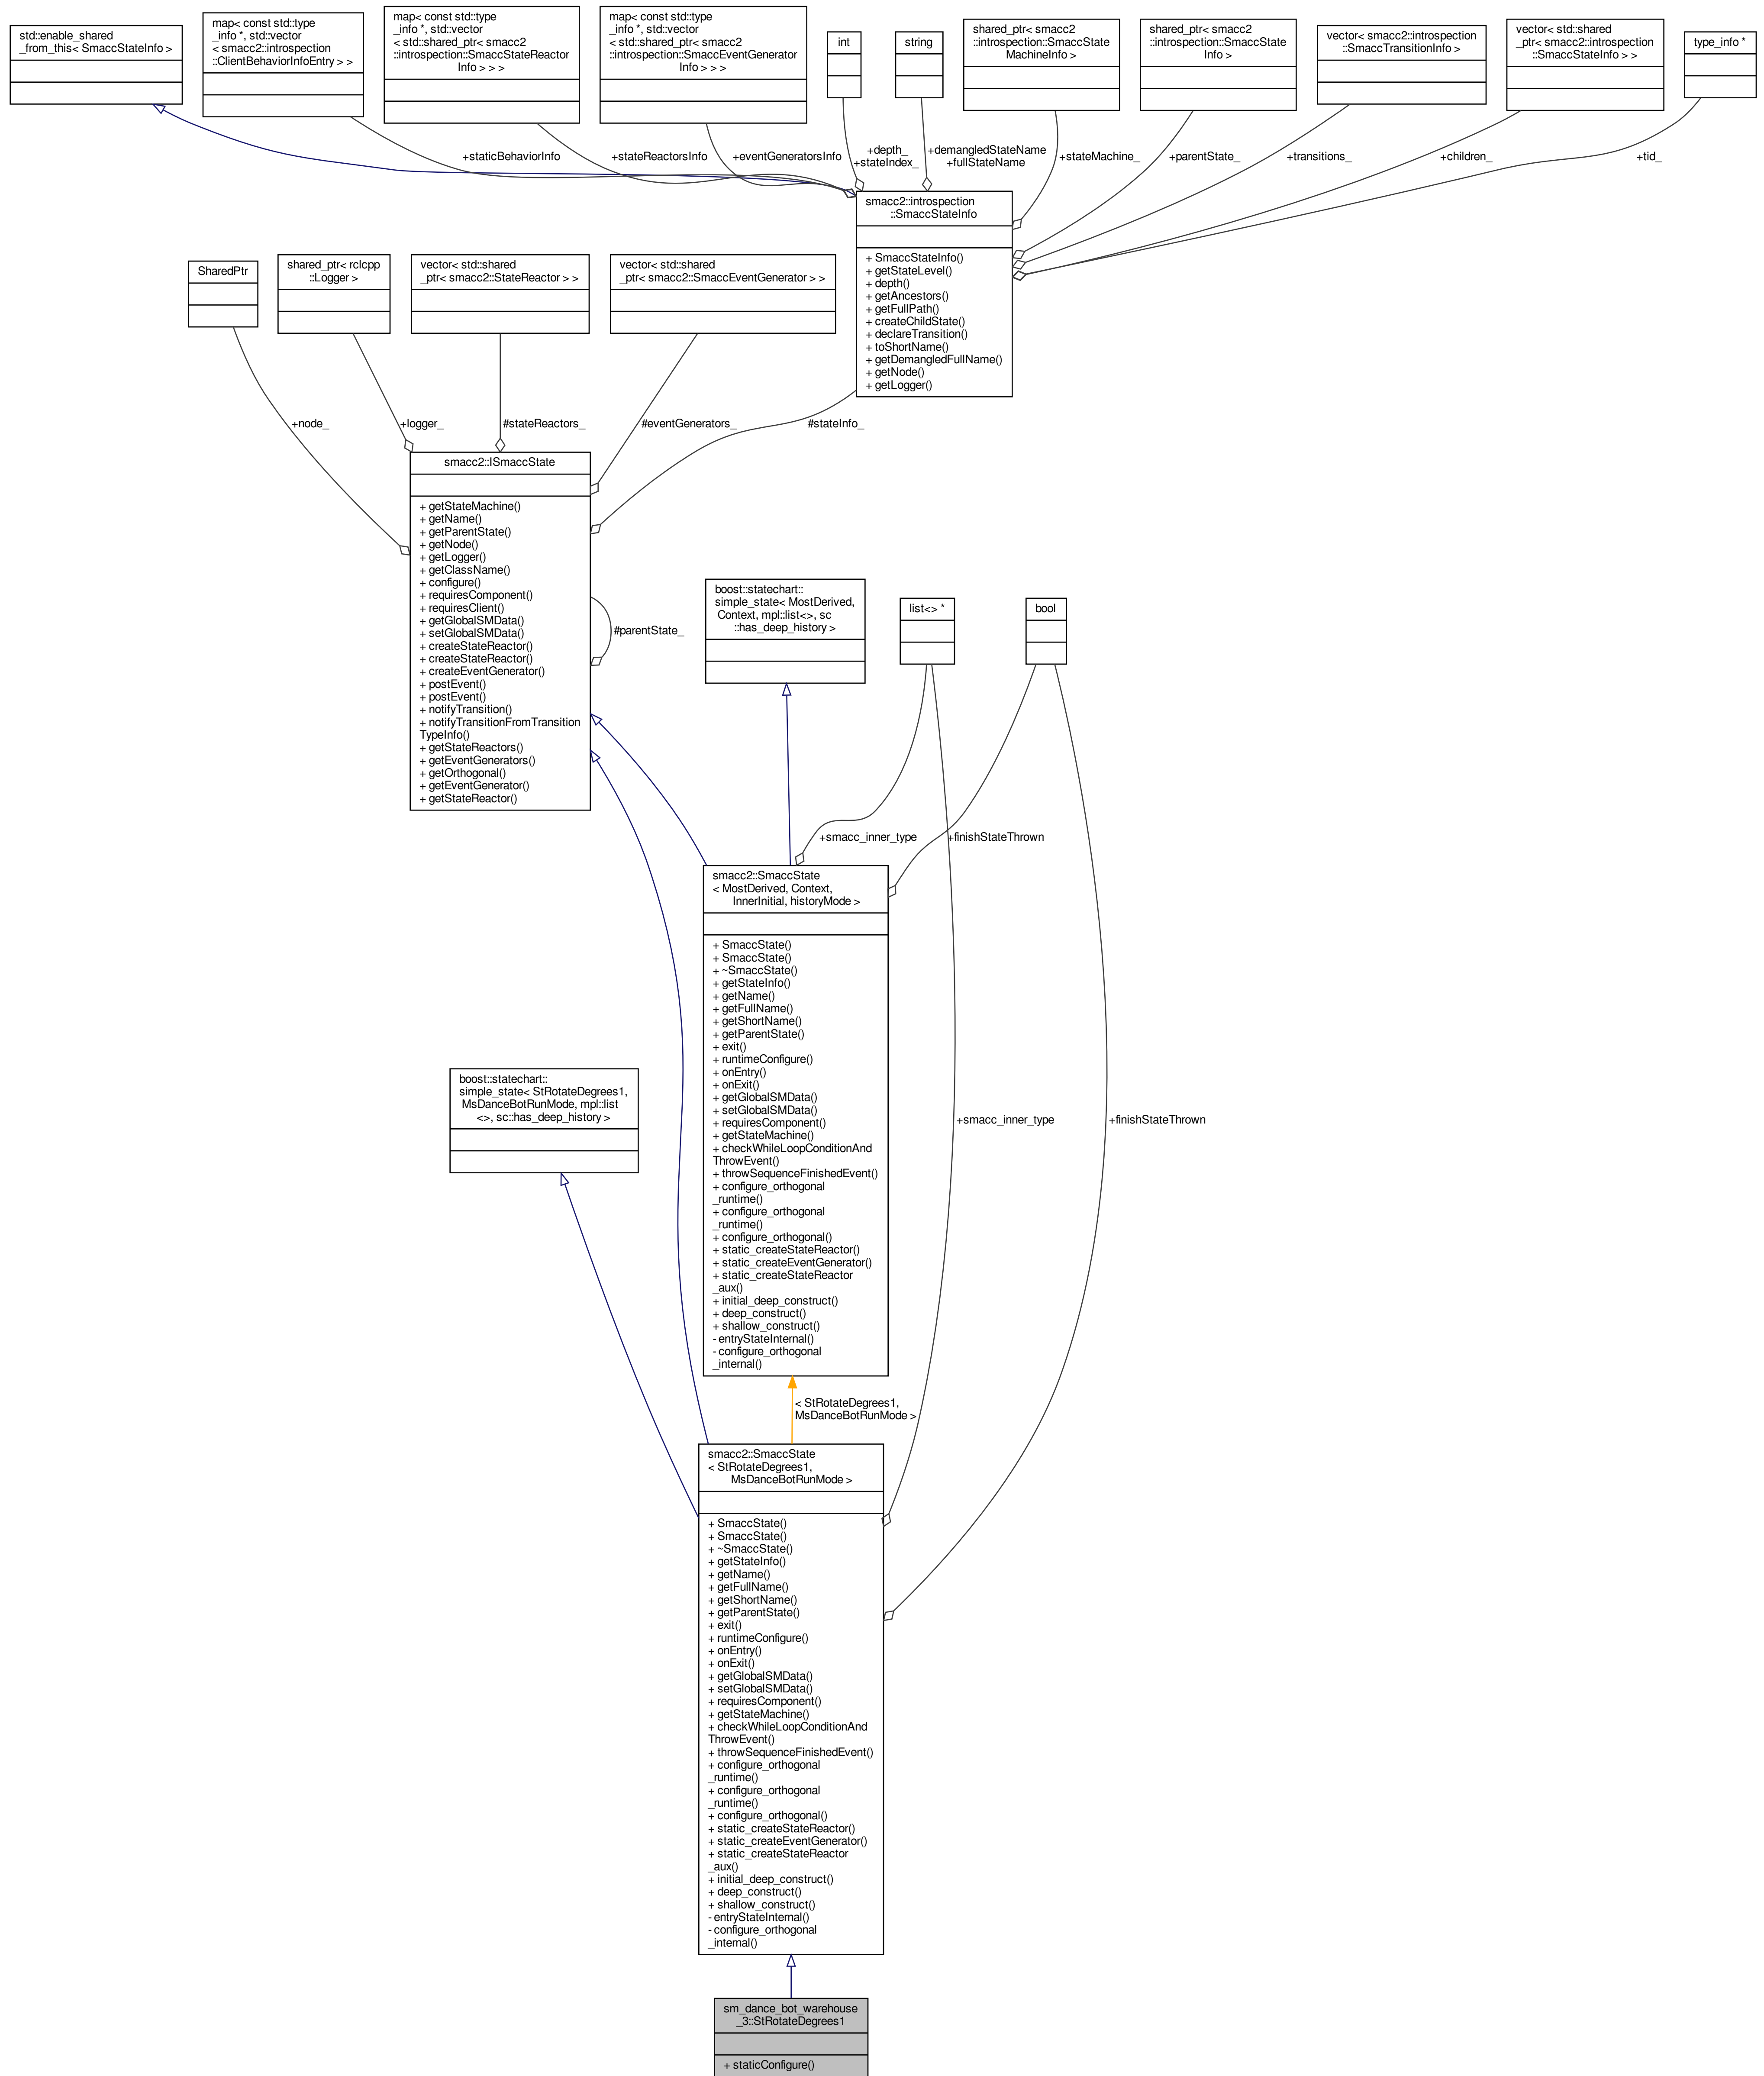 std::enable_shared
_from_this< SmaccStateInfo >
map< const std::type
_info *, std::vector
< smacc2::introspection
::ClientBehaviorInfoEntry > >
map< const std::type
_info *, std::vector
< std::shared_ptr< smacc2
::introspection::SmaccStateReactor
Info > > >
map< const std::type
_info *, std::vector
< std::shared_ptr< smacc2
::introspection::SmaccEventGenerator
Info > > >
int
string
shared_ptr< smacc2
::introspection::SmaccState
MachineInfo >
shared_ptr< smacc2
::introspection::SmaccState
Info >
vector< smacc2::introspection
::SmaccTransitionInfo >
vector< std::shared
_ptr< smacc2::introspection
::SmaccStateInfo > >
type_info *
+staticBehaviorInfo
+stateReactorsInfo
+eventGeneratorsInfo
+depth_
+stateIndex_
+demangledStateName
+fullStateName
+stateMachine_
+parentState_
+transitions_
+children_
+tid_
smacc2::introspection
::SmaccStateInfo
+ SmaccStateInfo()
+ getStateLevel()
+ depth()
+ getAncestors()
+ getFullPath()
+ createChildState()
+ declareTransition()
+ toShortName()
+ getDemangledFullName()
+ getNode()
+ getLogger()
SharedPtr
shared_ptr< rclcpp
::Logger >
vector< std::shared
_ptr< smacc2::StateReactor > >
vector< std::shared
_ptr< smacc2::SmaccEventGenerator > >
+node_
+logger_
#stateReactors_
#eventGenerators_
#stateInfo_
smacc2::ISmaccState
+ getStateMachine()
+ getName()
+ getParentState()
+ getNode()
+ getLogger()
+ getClassName()
+ configure()
+ requiresComponent()
+ requiresClient()
+ getGlobalSMData()
+ setGlobalSMData()
+ createStateReactor()
+ createStateReactor()
+ createEventGenerator()
+ postEvent()
+ postEvent()
+ notifyTransition()
+ notifyTransitionFromTransition
TypeInfo()
+ getStateReactors()
+ getEventGenerators()
+ getOrthogonal()
+ getEventGenerator()
+ getStateReactor()
#parentState_
boost::statechart::
simple_state< MostDerived,
Context, mpl::list<>, sc
::has_deep_history >
list<> *
bool
+smacc_inner_type
+finishStateThrown
smacc2::SmaccState
< MostDerived, Context,
InnerInitial, historyMode >
+ SmaccState()
+ SmaccState()
+ ~SmaccState()
+ getStateInfo()
+ getName()
+ getFullName()
+ getShortName()
+ getParentState()
+ exit()
+ runtimeConfigure()
+ onEntry()
+ onExit()
+ getGlobalSMData()
+ setGlobalSMData()
+ requiresComponent()
+ getStateMachine()
+ checkWhileLoopConditionAnd
ThrowEvent()
+ throwSequenceFinishedEvent()
+ configure_orthogonal
_runtime()
+ configure_orthogonal
_runtime()
+ configure_orthogonal()
+ static_createStateReactor()
+ static_createEventGenerator()
+ static_createStateReactor
_aux()
+ initial_deep_construct()
+ deep_construct()
+ shallow_construct()
- entryStateInternal()
- configure_orthogonal
_internal()
boost::statechart::
simple_state< StRotateDegrees1,
MsDanceBotRunMode, mpl::list
<>, sc::has_deep_history >
+smacc_inner_type
+finishStateThrown
< StRotateDegrees1,
MsDanceBotRunMode >
smacc2::SmaccState
< StRotateDegrees1,
MsDanceBotRunMode >
+ SmaccState()
+ SmaccState()
+ ~SmaccState()
+ getStateInfo()
+ getName()
+ getFullName()
+ getShortName()
+ getParentState()
+ exit()
+ runtimeConfigure()
+ onEntry()
+ onExit()
+ getGlobalSMData()
+ setGlobalSMData()
+ requiresComponent()
+ getStateMachine()
+ checkWhileLoopConditionAnd
ThrowEvent()
+ throwSequenceFinishedEvent()
+ configure_orthogonal
_runtime()
+ configure_orthogonal
_runtime()
+ configure_orthogonal()
+ static_createStateReactor()
+ static_createEventGenerator()
+ static_createStateReactor
_aux()
+ initial_deep_construct()
+ deep_construct()
+ shallow_construct()
- entryStateInternal()
- configure_orthogonal
_internal()
sm_dance_bot_warehouse
_3::StRotateDegrees1
+ staticConfigure()